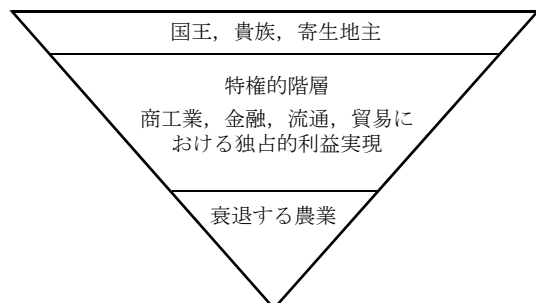 国王，貴族，寄生地主
特権的階層
商工業，金融，流通，貿易に
おける独占的利益実現
衰退する農業